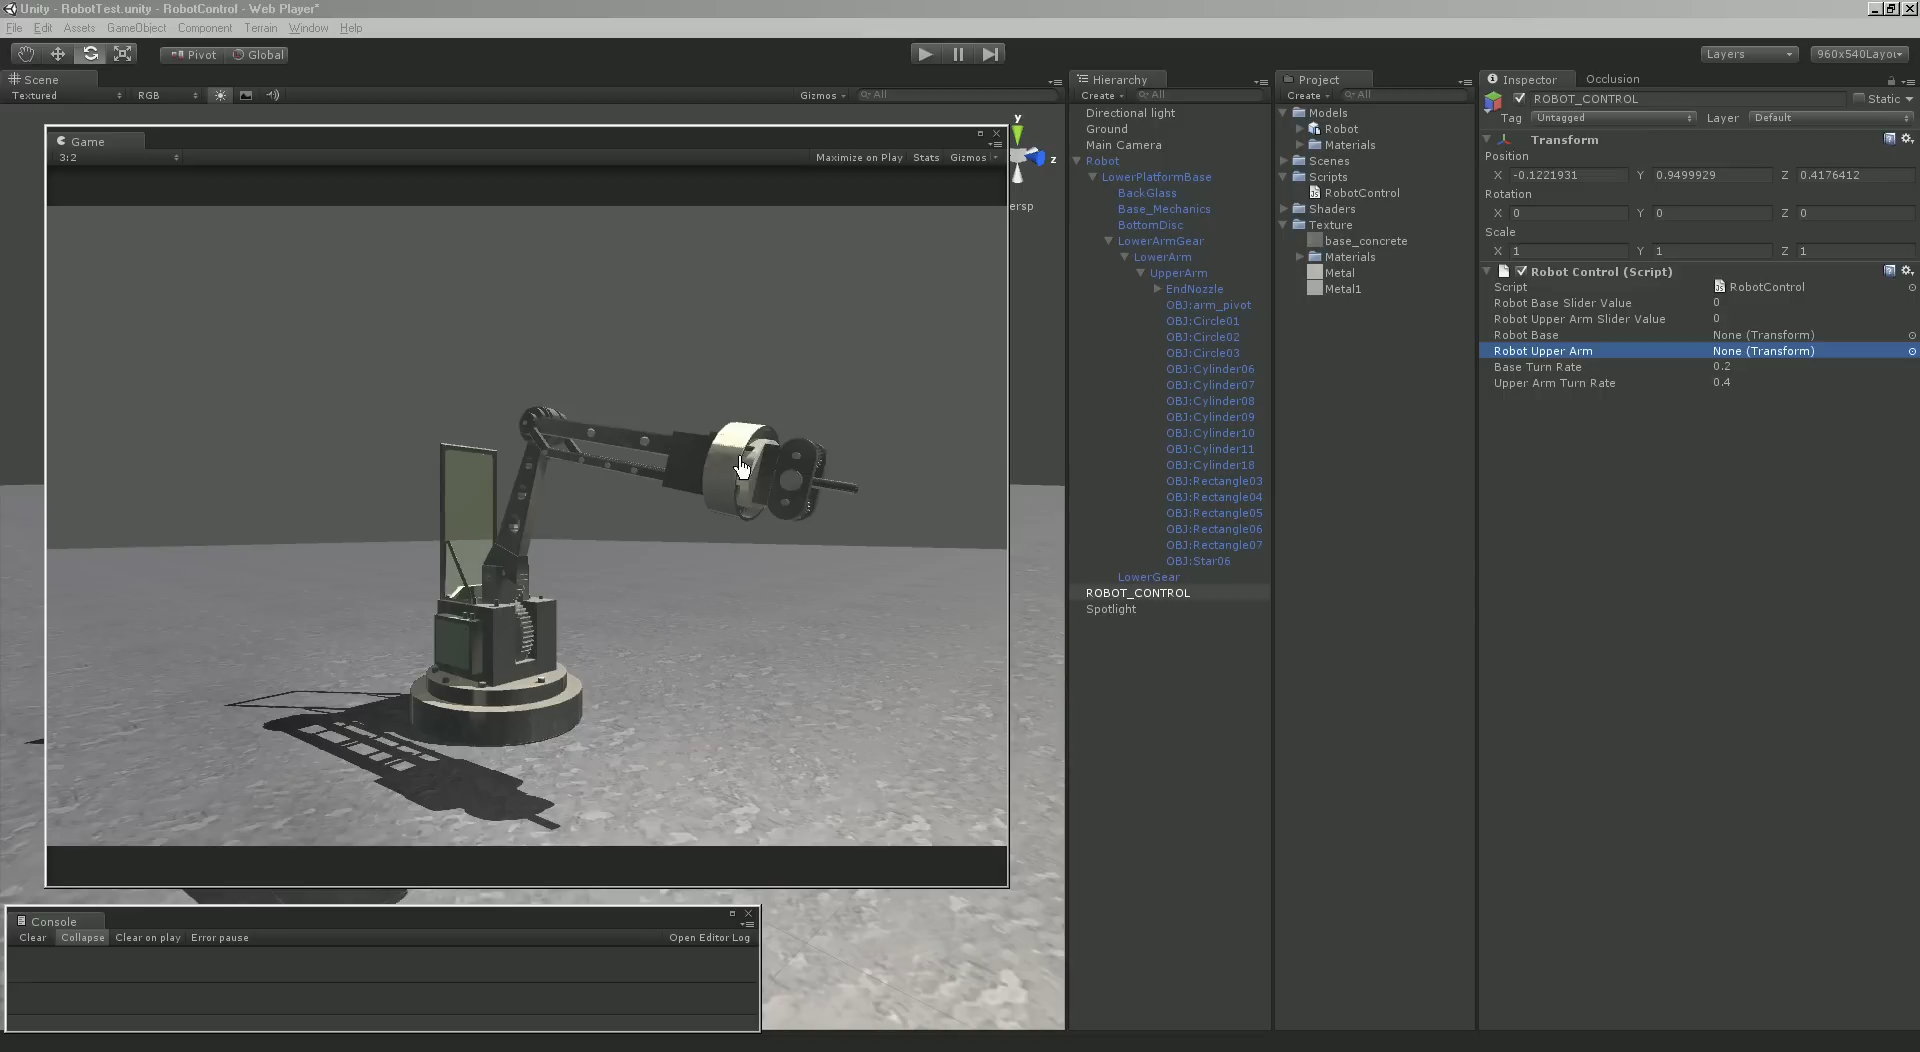 Unity - RobotTest.unity - RobotControl - Web Player*
File Edit Assets GameObject Component Terrain Window Help
Pivot Global
Layers 960x540Layou
Scene
Textured RGB Gizmos All
Game
3:2 Maximize on Play Stats Gizmos
y
z
ersp
Console
Clear Collapse Clear on play Error pause Open Editor Log
Hierarchy
Create All
Directional light
Ground
Main Camera
Robot
LowerPlatformBase
BackGlass
Base_Mechanics
BottomDisc
LowerArmGear
LowerArm
UpperArm
EndNozzle
OBJ:arm_pivot
OBJ:Circle01
OBJ:Circle02
OBJ:Circle03
OBJ:Cylinder06
OBJ:Cylinder07
OBJ:Cylinder08
OBJ:Cylinder09
OBJ:Cylinder10
OBJ:Cylinder11
OBJ:Cylinder18
OBJ:Rectangle03
OBJ:Rectangle04
OBJ:Rectangle05
OBJ:Rectangle06
OBJ:Rectangle07
OBJ:Star06
LowerGear
ROBOT_CONTROL
Spotlight
Project
Create All
Models
Robot
Materials
Scenes
Scripts
RobotControl
Shaders
Texture
base_concrete
Materials
Metal
Metal1
Inspector Occlusion
ROBOT_CONTROL Static
Tag Untagged Layer Default
Transform
Position
X -0.1221931 Y 0.9499929 Z 0.4176412
Rotation
X 0 Y 0 Z 0
Scale
X 1 Y 1 Z 1
Robot Control (Script)
Script RobotControl
Robot Base Slider Value 0
Robot Upper Arm Slider Value 0
Robot Base None (Transform)
Robot Upper Arm None (Transform)
Base Turn Rate 0.2
Upper Arm Turn Rate 0.4